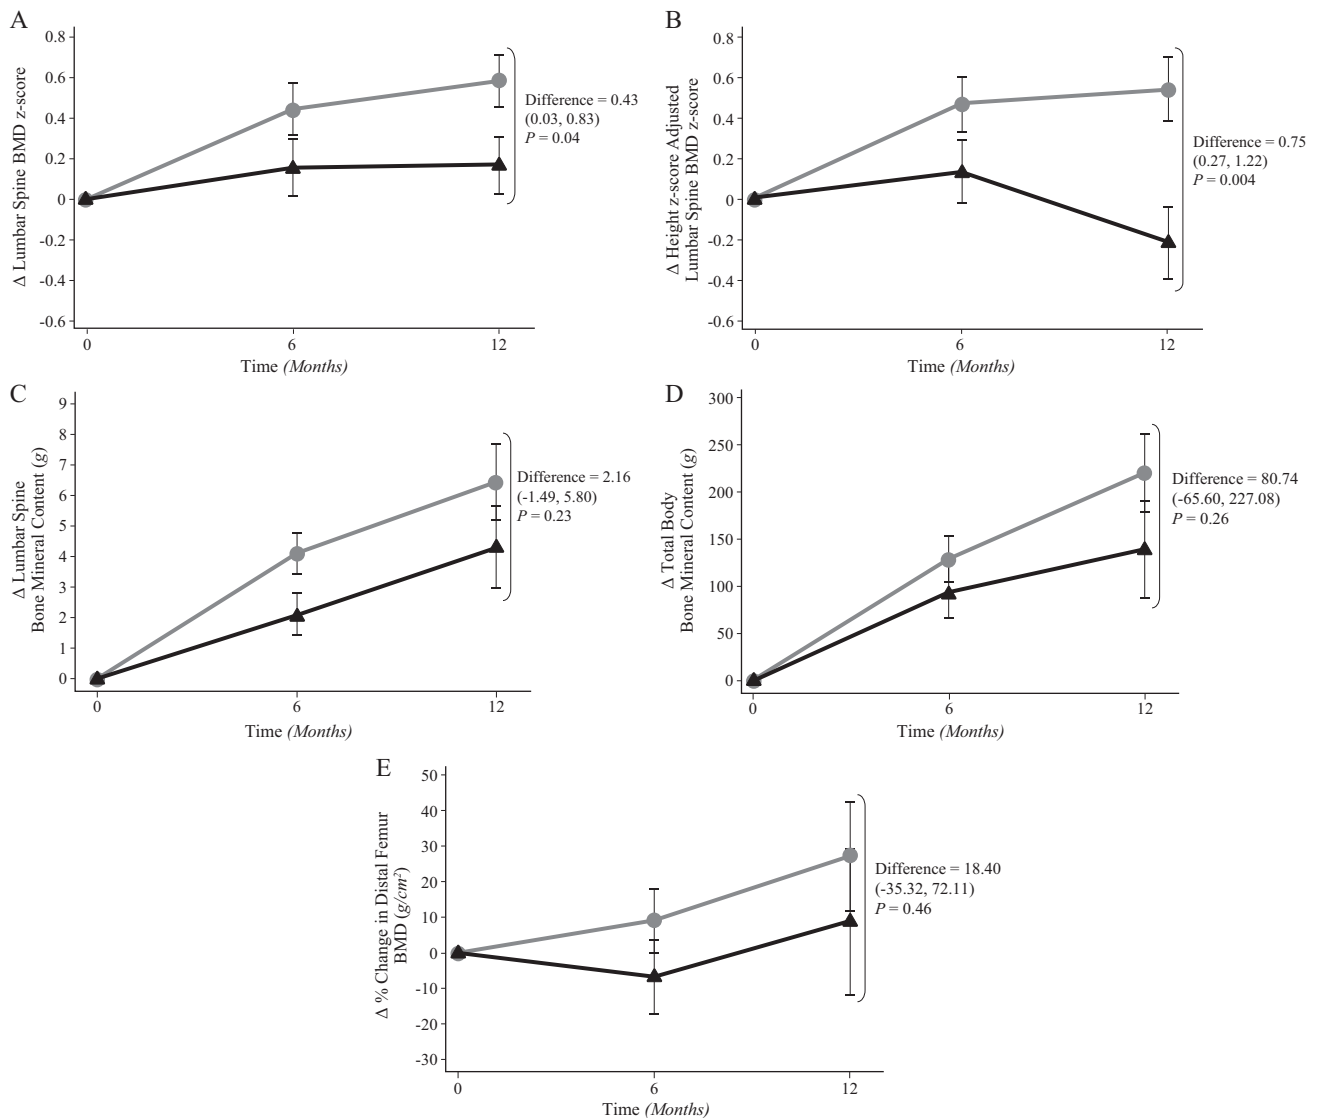 A
0.8
0.6
0.4
0.2
0
-0.2
-0.4
-0.6
Δ Lumbar Spine BMD z-score
Difference = 0.43
(0.03, 0.83)
P = 0.04
0
6
12
Time (Months)
B
0.8
0.6
0.4
0.2
0
-0.2
-0.4
-0.6
Δ Height z-score Adjusted
Lumbar Spine BMD z-score
Difference = 0.75
(0.27, 1.22)
P = 0.004
0
6
12
Time (Months)
C
9
8
7
6
5
4
3
2
1
0
Δ Lumbar Spine
Bone Mineral Content (g)
Difference = 2.16
(-1.49, 5.80)
P = 0.23
0
6
12
Time (Months)
D
300
250
200
150
100
50
0
Δ Total Body
Bone Mineral Content (g)
Difference = 80.74
(-65.60, 227.08)
P = 0.26
0
6
12
Time (Months)
E
50
40
30
20
10
0
-10
-20
-30
Δ % Change in Distal Femur
BMD (g/cm²)
Difference = 18.40
(-35.32, 72.11)
P = 0.46
0
6
12
Time (Months)